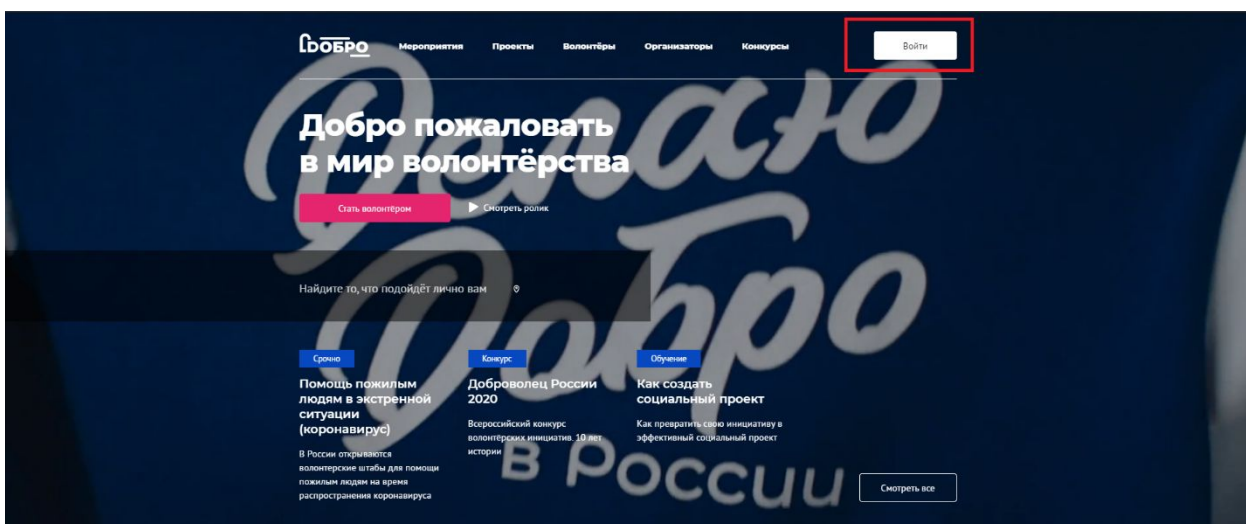 ДОБРО
Мероприятия Проекты Волонтёры Организаторы Конкурсы
Войти
Делаю
Добро
в России
Добро пожаловать
в мир волонтёрства
Стать волонтёром
Смотреть ролик
Найдите то, что подойдёт лично вам
Срочно
Помощь пожилым
людям в экстренной
ситуации
(коронавирус)
В России открываются
волонтерские штабы для помощи
пожилым людям на время
распространения коронавируса
Конкурс
Доброволец России
2020
Всероссийский конкурс
волонтёрских инициатив. 10 лет
истории
Обучение
Как создать
социальный проект
Как превратить свою инициативу в
эффективный социальный проект
Смотреть все